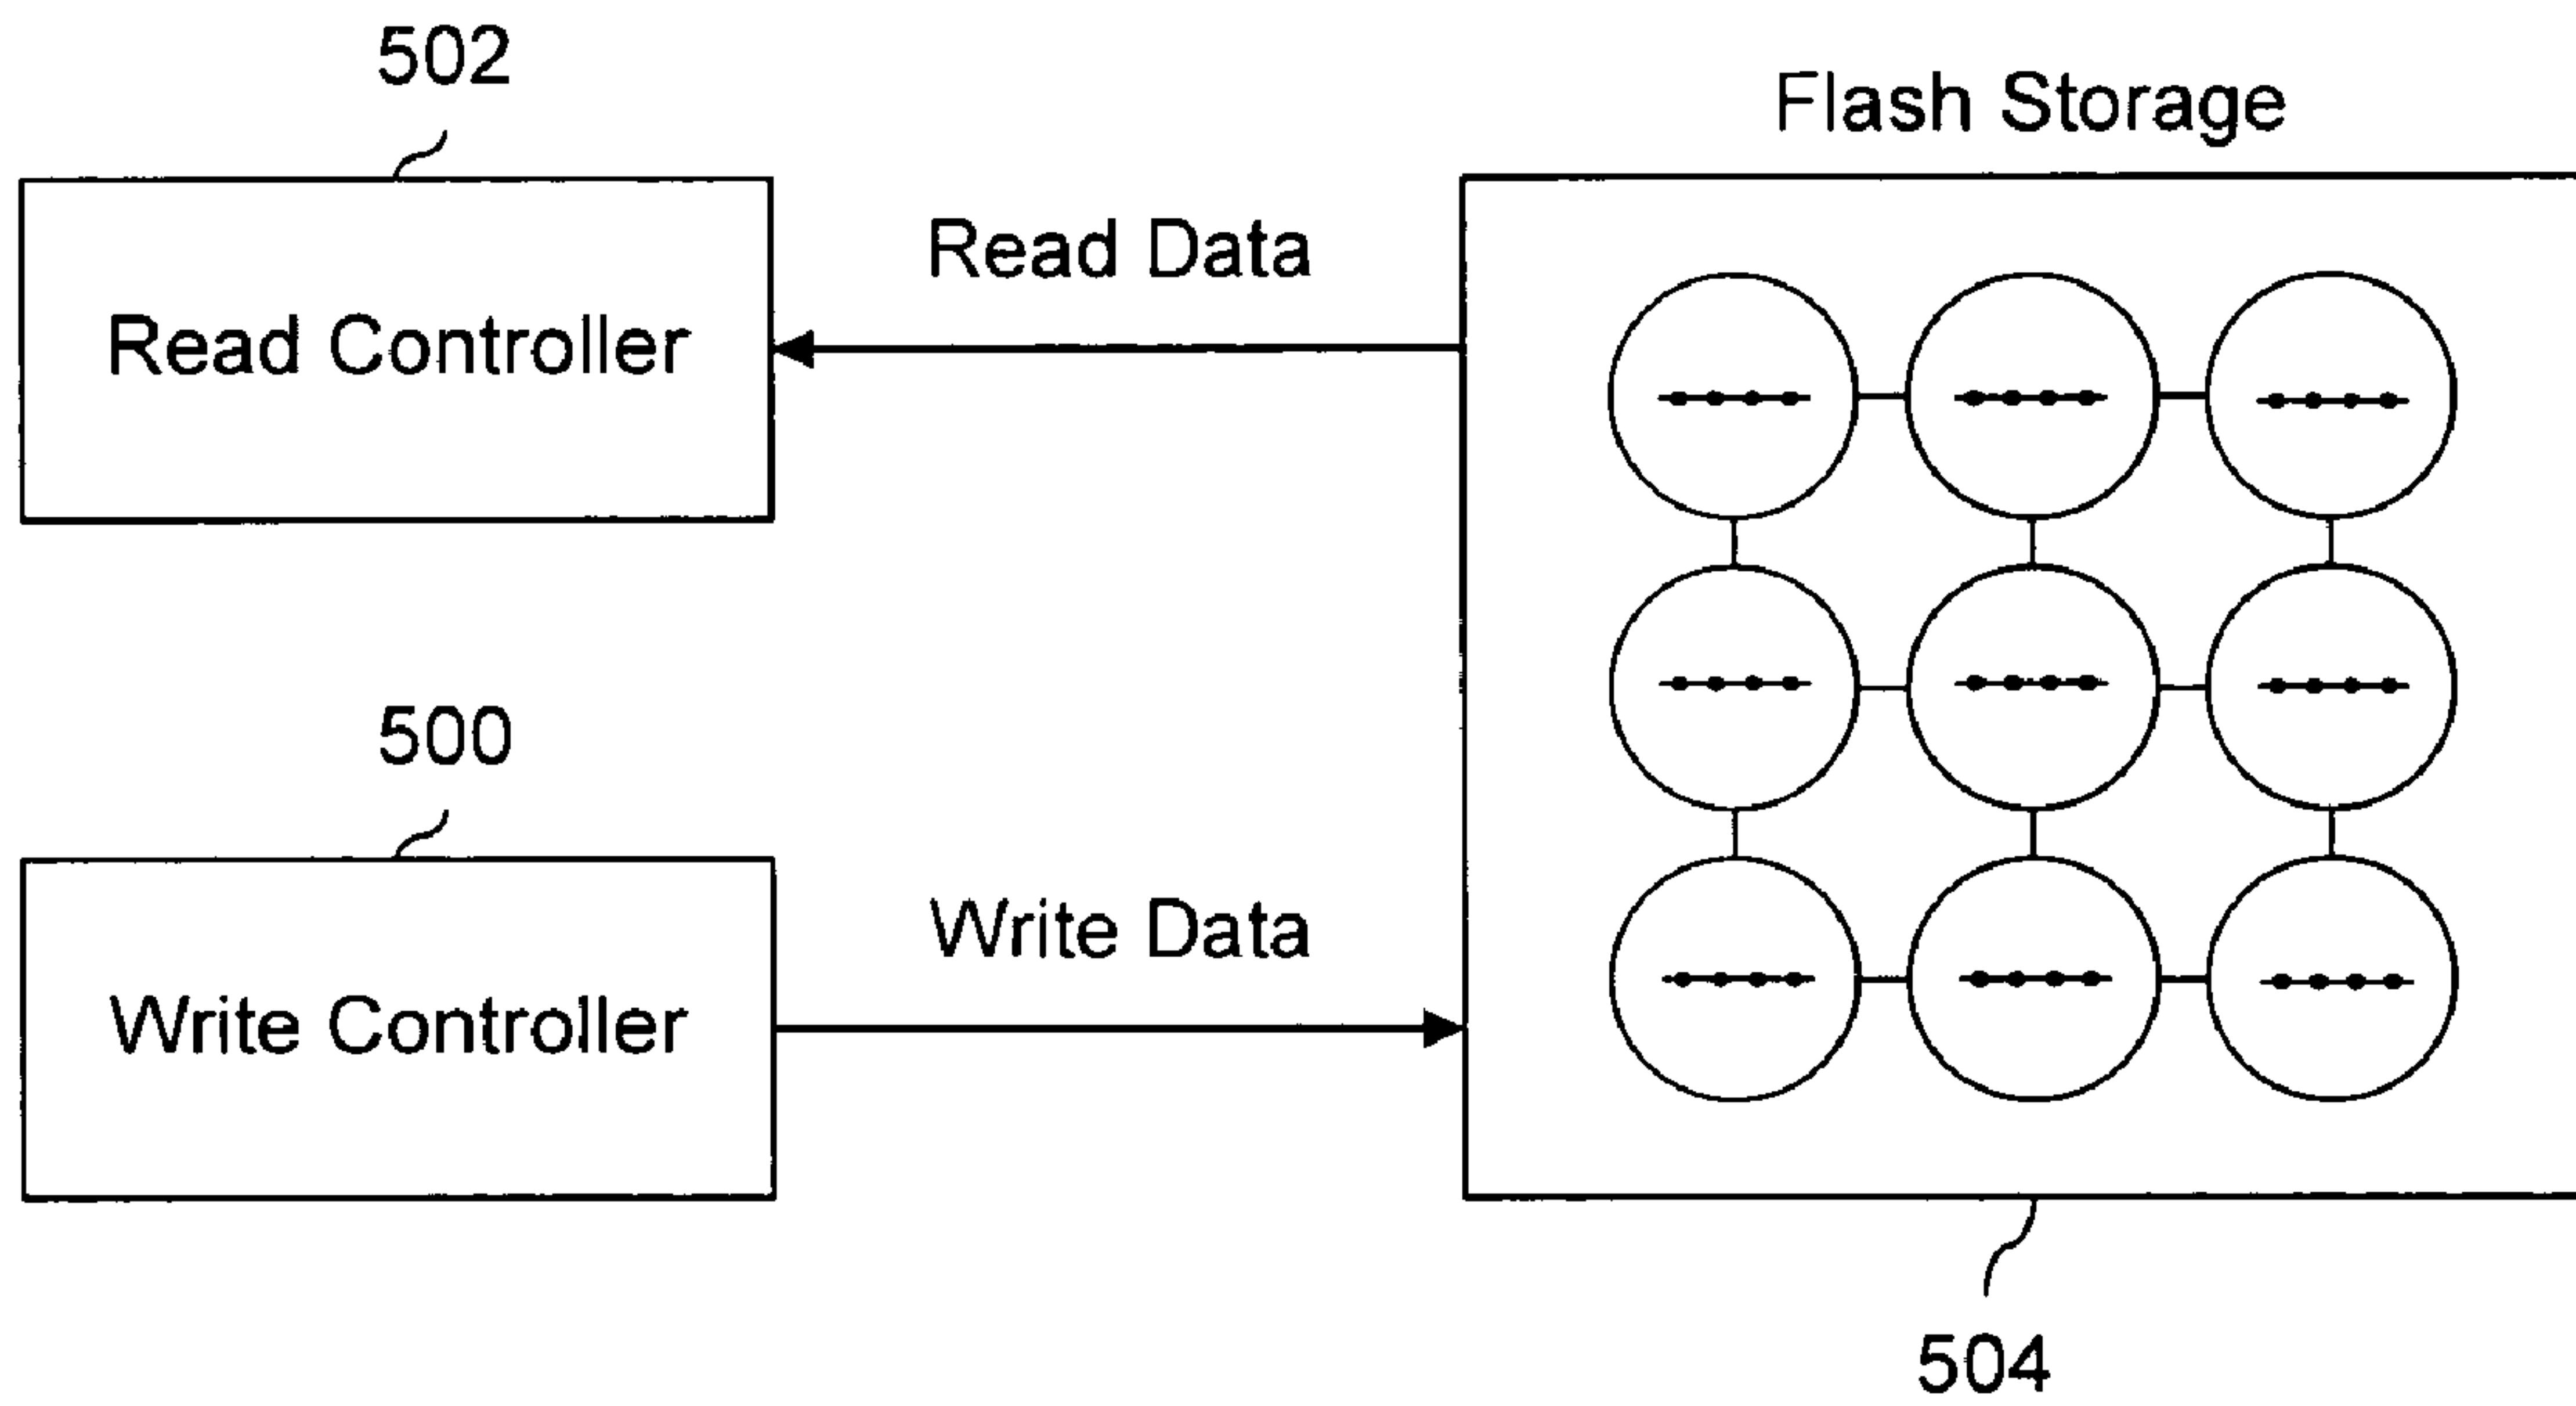 502
Flash Storage
Read Data
Read Controller
500
Write Data
Write Controller
504